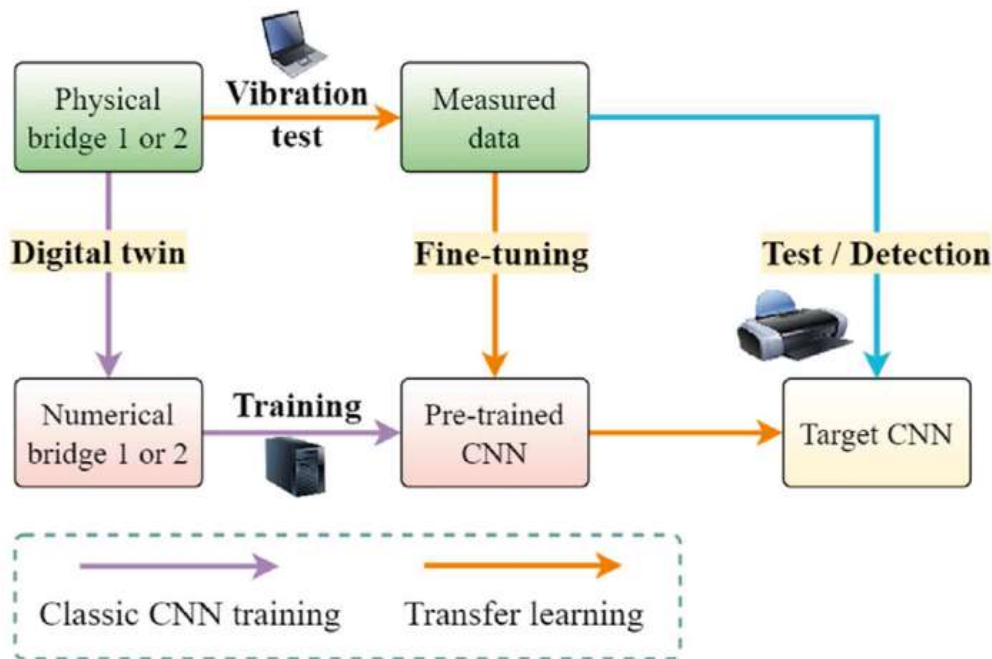 Physical
bridge 1 or 2
Vibration
test
Measured
data
Digital twin
Fine-tuning
Test / Detection
Numerical
bridge 1 or 2
Training
Pre-trained
CNN
Target CNN
Classic CNN training
Transfer learning